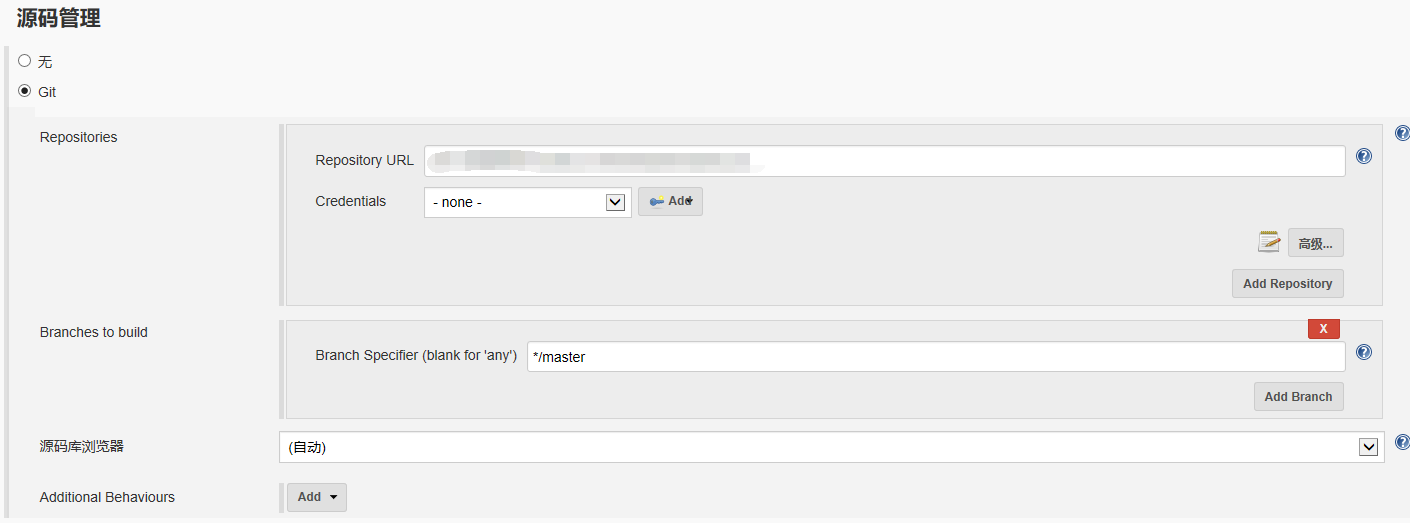 源码管理
无
Git
Repositories
Repository URL
Credentials
- none -
Add
高级...
Add Repository
Branches to build
X
Branch Specifier (blank for 'any')
*/master
Add Branch
源码库浏览器
(自动)
Additional Behaviours
Add